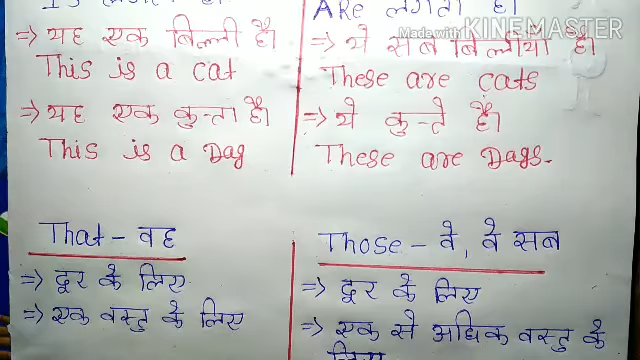 ⇒ यह एक बिल्ली है।
This is a cat
⇒ यह एक कुत्ता है।
This is a Dag
ARe लगता है।
Made with KINEMASTER
⇒ ये सब बिल्लीयाँ है।
These are cats
⇒ ये कुत्ते हैं।
These are Dags.
That - वह
⇒ दूर के लिए
⇒ एक वस्तु के लिए
Those - वे, वे सब
⇒ दूर के लिए
⇒ एक से अधिक वस्तु के
लिए